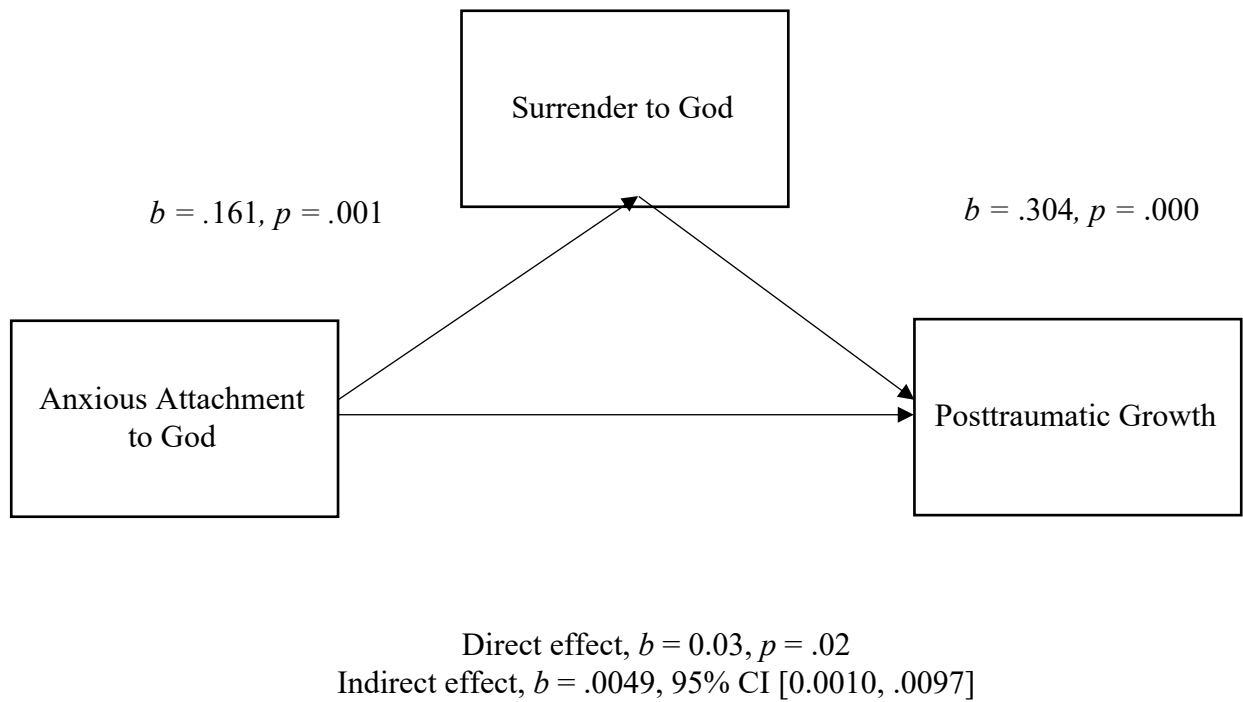 Surrender to God
b = .161, p = .001
b = .304, p = .000
Anxious Attachment
to God
Posttraumatic Growth
Direct effect, b = 0.03, p = .02
Indirect effect, b = .0049, 95% CI [0.0010, .0097]